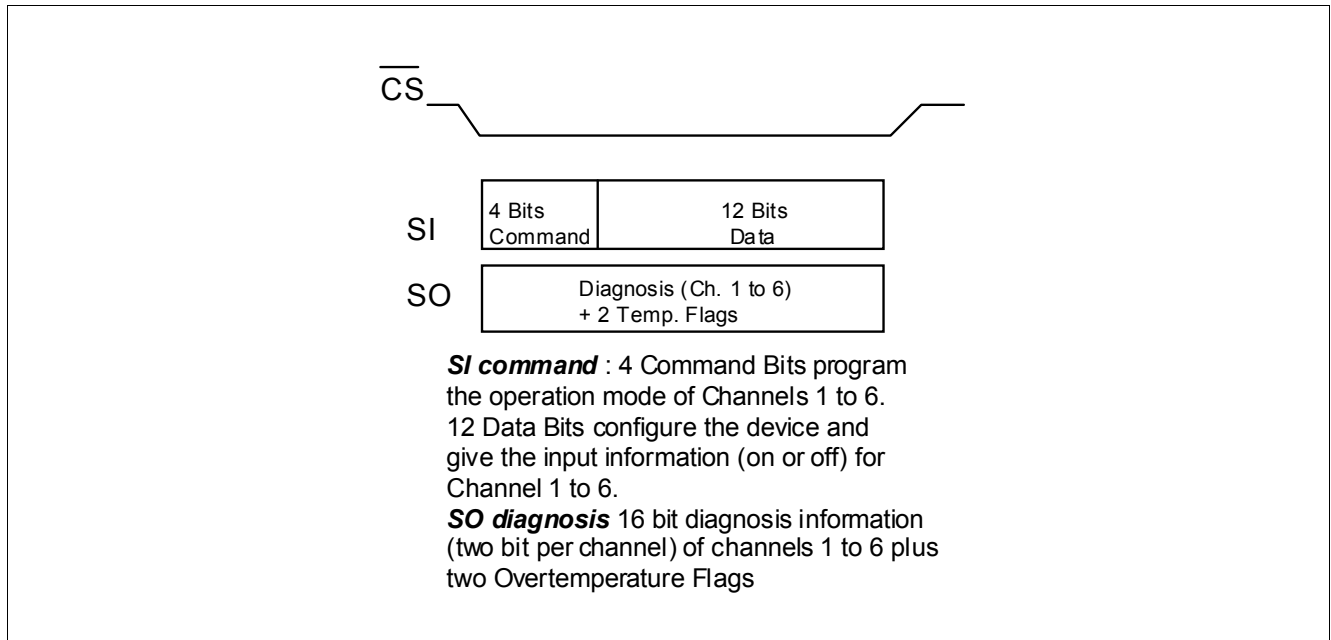 CS
SI
4 Bits
Command
12 Bits
Data
SO
Diagnosis (Ch. 1 to 6)
+ 2 Temp. Flags
SI command : 4 Command Bits program
the operation mode of Channels 1 to 6.
12 Data Bits configure the device and
give the input information (on or off) for
Channel 1 to 6.
SO diagnosis 16 bit diagnosis information
(two bit per channel) of channels 1 to 6 plus
two Overtemperature Flags